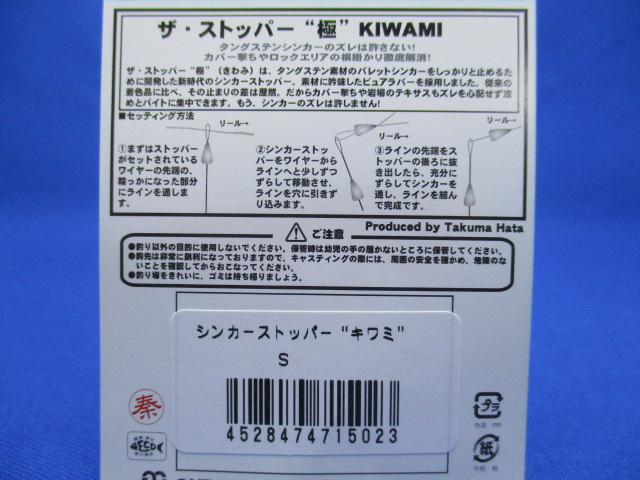 ザ・ストッパー“極”KIWAMI
タングステンシンカーのズレは許さない!
カバー撃ちやロックエリアの根掛かり徹底解消!
ザ・ストッパー“極”(きわみ)は、タングステン素材のバレットシンカーをしっかりと止めるた
めに開発した新時代のシンカーストッパー。素材に吟味したピュアラバーを採用しました。従来の
着色品に比べ、その止まりの差は歴然。だからカバー撃ちや岩場のテキサスもズレを心配せず攻
めとバイトに集中できます。もう、シンカーのズレは許しません!
■セッティング方法
リール→
リール→
リール→
①まずはストッパー
がセットされている
ワイヤーの先端の、
輪っかになった部分
にラインを通しま
す。
②シンカーストッ
パーをワイヤーから
ラインへと少しずつ
ずらして移動させ、
ラインを穴に引きず
り込みます。
③ラインの先端をス
トッパーの後ろに抜
き出したら、充分に
ずらしてシンカーを
通し、ラインを結ん
で完成です。
Produced by Takuma Hata
ご注意
●釣り以外の目的に使用しないでください。保管時は幼児の手の届かないところに保管してください。
●鈎先は非常に鋭利になっておりますので、キャスティングの際には、周囲の安全を確かめ、危険のな
いことを確認してからおこなってください。
●釣り場をきれいに、ゴミは持ち帰りましょう。
シンカーストッパー“キワミ”
S
4528474715023
秦
ECO
プラ
外袋 PP
紙
中紙 紙